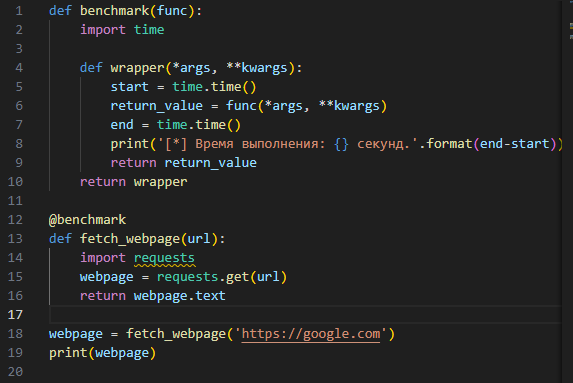 1 def benchmark(func):
2     import time
3
4     def wrapper(*args, **kwargs):
5         start = time.time()
6         return_value = func(*args, **kwargs)
7         end = time.time()
8         print('[*] Время выполнения: {} секунд.'.format(end-start))
9         return return_value
10     return wrapper
11
12 @benchmark
13 def fetch_webpage(url):
14     import requests
15     webpage = requests.get(url)
16     return webpage.text
17
18 webpage = fetch_webpage('https://google.com')
19 print(webpage)
20